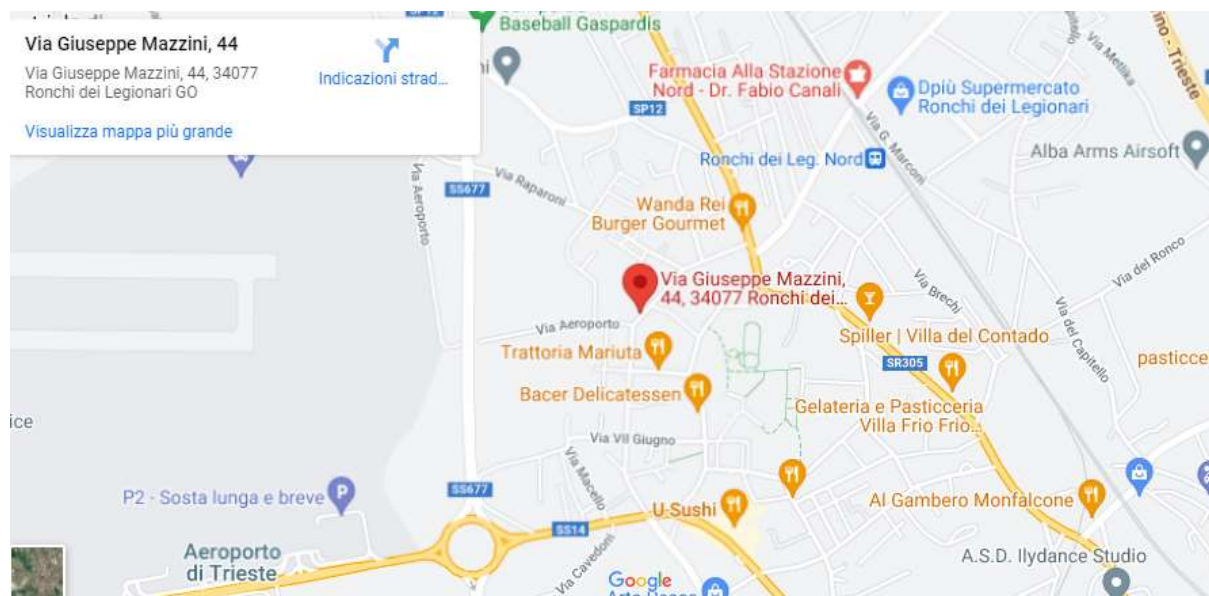 Via Giuseppe Mazzini, 44
Via Giuseppe Mazzini, 44, 34077
Ronchi dei Legionari GO
Indicazioni strad...
Visualizza mappa più grande
Baseball Gaspardis
Farmacia Alla Stazione
Nord - Dr. Fabio Canali
Dpiù Supermercato
Ronchi dei Legionari
Via Metlika
- Trieste
SP12
Via G. Marconi
Alba Arms Airsoft
Ronchi dei Leg. Nord
Via Raparoni
Via Aeroporto
SS677
Wanda Rei
Burger Gourmet
Via del Ronco
Via Giuseppe Mazzini,
44, 34077 Ronchi dei...
Via Brechi
Via del Capitello
Via Aeroporto
Spiller | Villa del Contado
Trattoria Mariuta
SR305
pasticce
Bacer Delicatessen
Gelateria e Pasticceria
Villa Frio Frio...
ice
Via VII Giugno
Via Macello
SS677
P2 - Sosta lunga e breve
P
U Sushi
Al Gambero Monfalcone
SS14
Aeroporto
di Trieste
Via Cavedoni
A.S.D. Ilydance Studio
Google